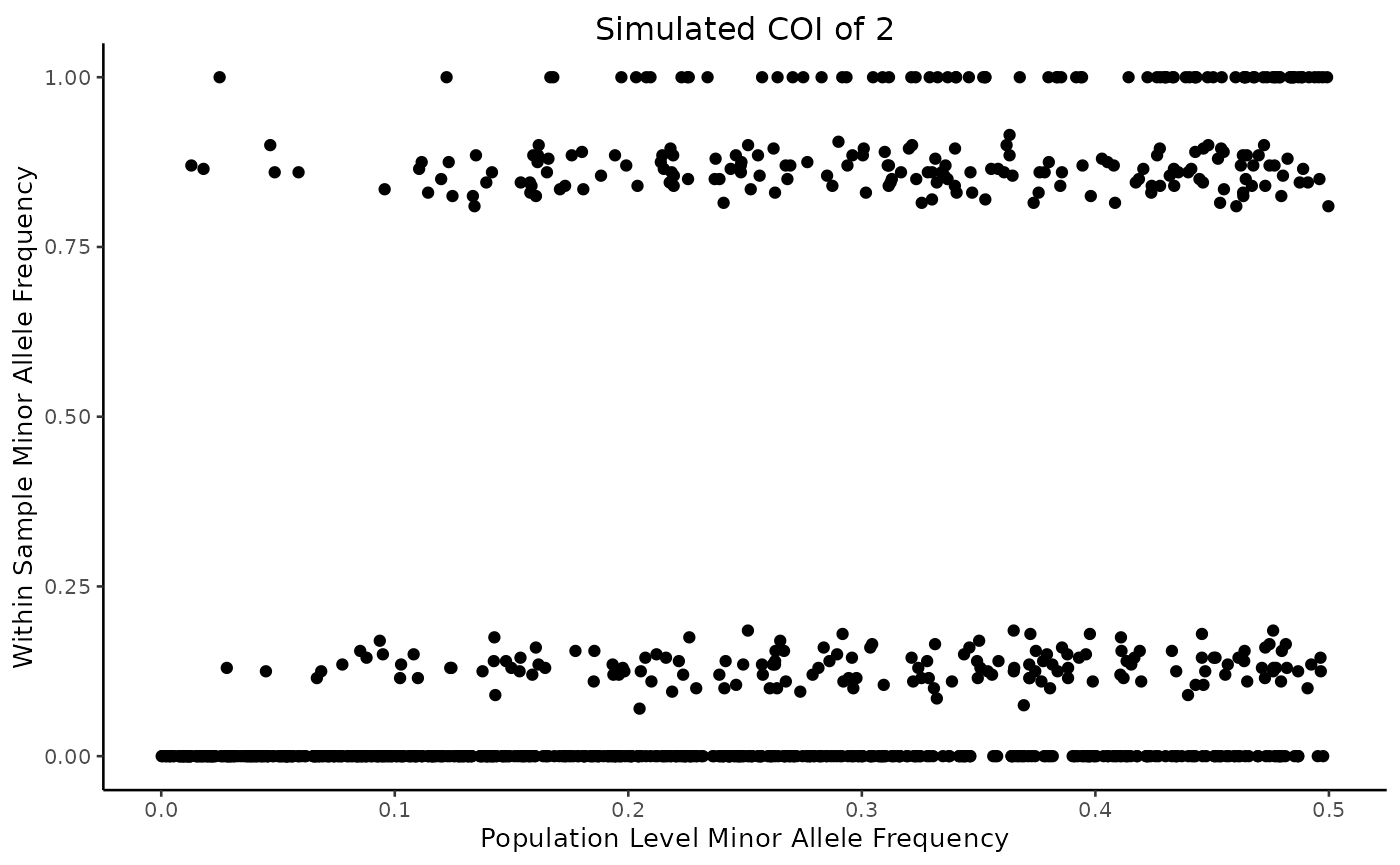 Simulated COI of 2
Within Sample Minor Allele Frequency
1.00
0.75
0.50
0.25
0.00
0.0 0.1 0.2 0.3 0.4 0.5
Population Level Minor Allele Frequency